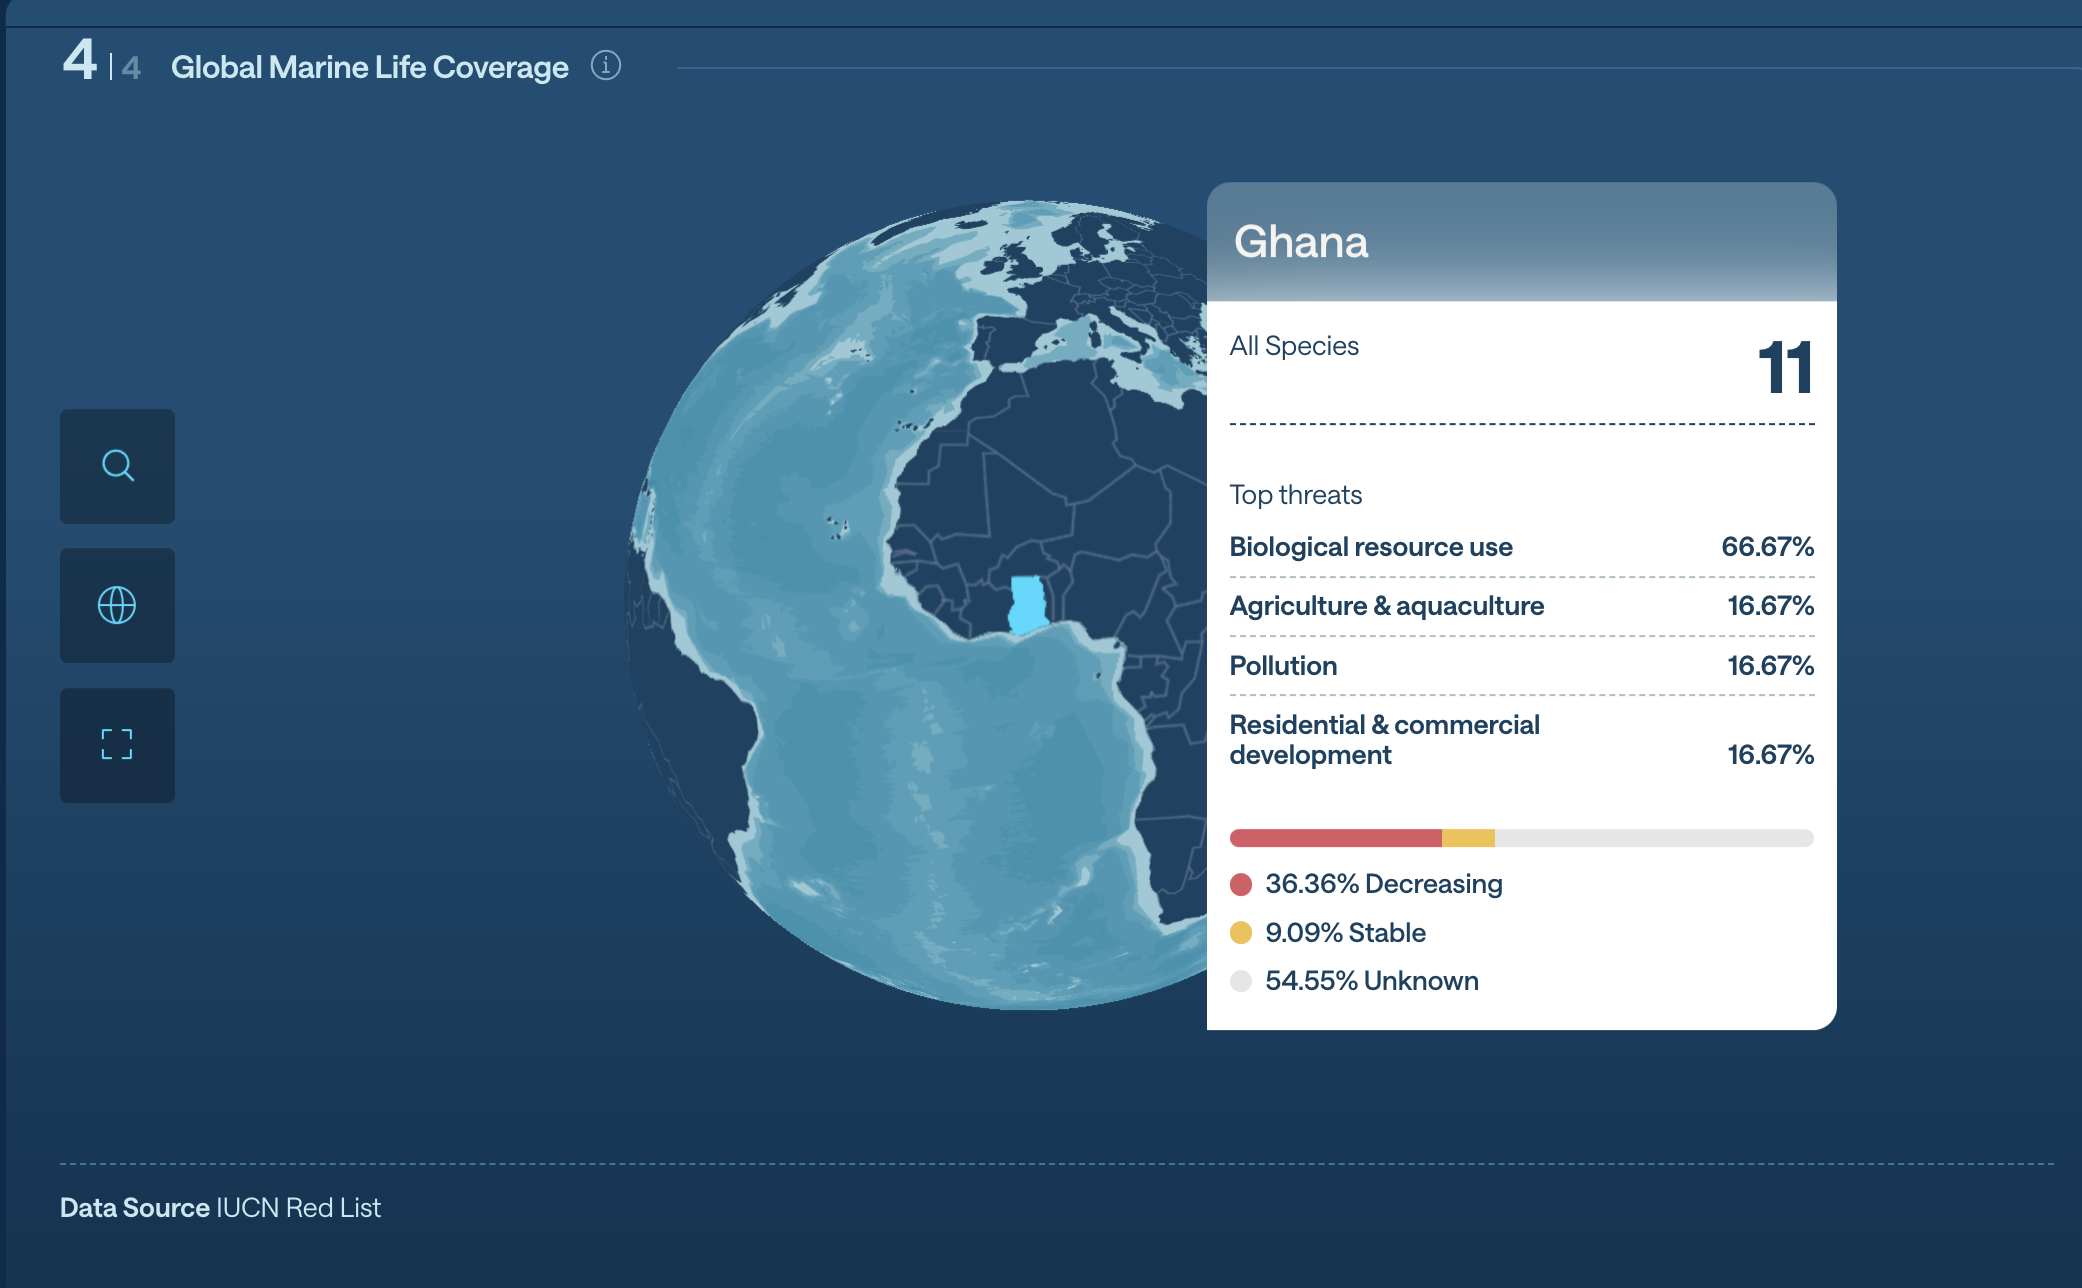 4 | 4 Global Marine Life Coverage
Ghana
All Species
11
Top threats
Biological resource use 66.67%
Agriculture & aquaculture 16.67%
Pollution 16.67%
Residential & commercial
development 16.67%
36.36% Decreasing
9.09% Stable
54.55% Unknown
Data Source IUCN Red List